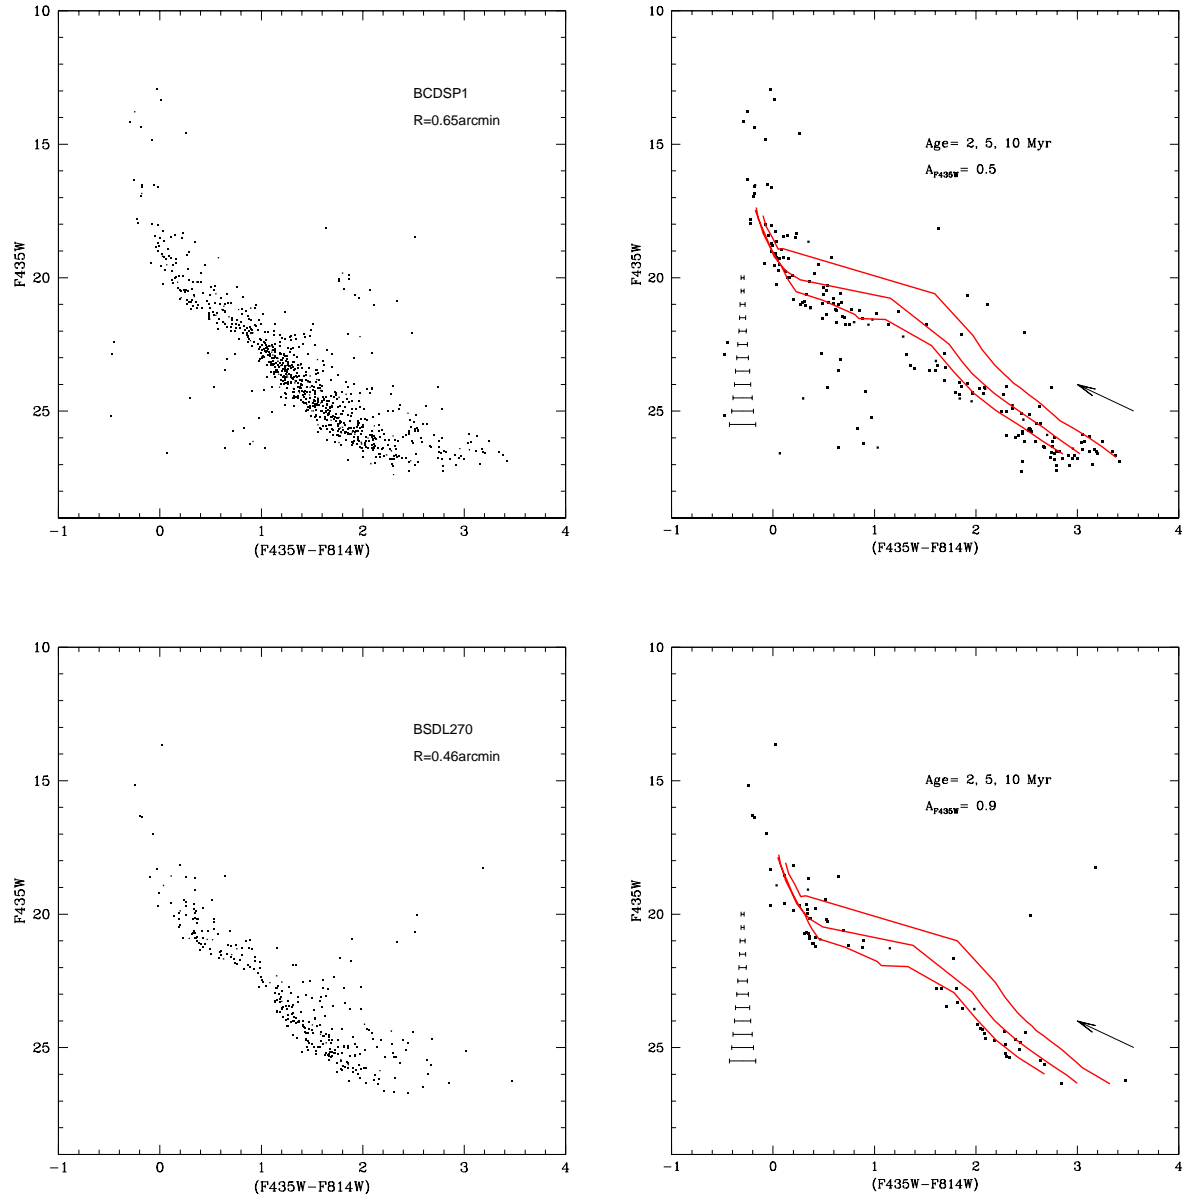 10
15
20
25
F435W
BCDSP1
R=0.65arcmin
-1 0 1 2 3 4
(F435W-F814W)
10
15
20
25
F435W
Age= 2, 5, 10 Myr
A_F435W= 0.5
-1 0 1 2 3 4
(F435W-F814W)
10
15
20
25
F435W
BSDL270
R=0.46arcmin
-1 0 1 2 3 4
(F435W-F814W)
10
15
20
25
F435W
Age= 2, 5, 10 Myr
A_F435W= 0.9
-1 0 1 2 3 4
(F435W-F814W)